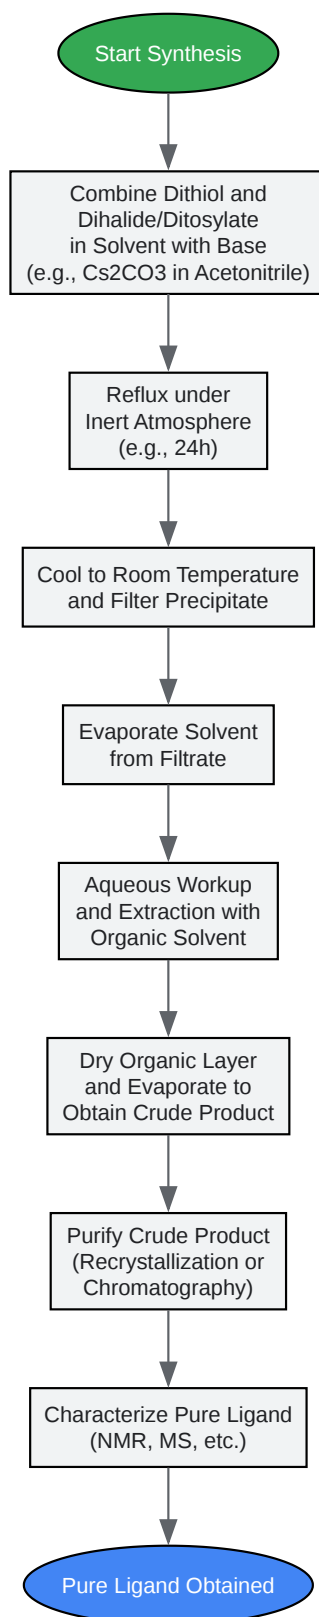 Start Synthesis
Combine Dithiol and
Dihalide/Ditosylate
in Solvent with Base
(e.g., Cs2CO3 in Acetonitrile)
Reflux under
Inert Atmosphere
(e.g., 24h)
Cool to Room Temperature
and Filter Precipitate
Evaporate Solvent
from Filtrate
Aqueous Workup
and Extraction with
Organic Solvent
Dry Organic Layer
and Evaporate to
Obtain Crude Product
Purify Crude Product
(Recrystallization or
Chromatography)
Characterize Pure Ligand
(NMR, MS, etc.)
Pure Ligand Obtained